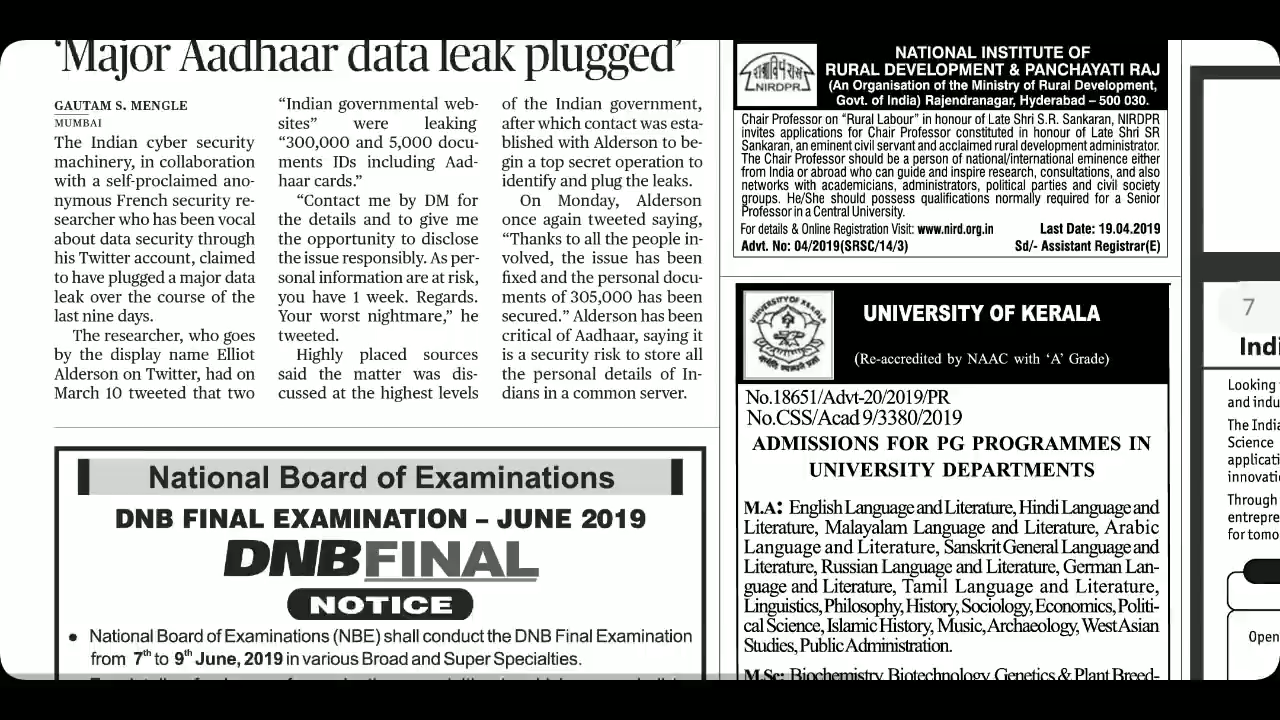 'Major Aadhaar data leak plugged'
GAUTAM S. MENGLE
MUMBAI
The Indian cyber security
machinery, in collaboration
with a self-proclaimed ano-
nymous French security re-
searcher who has been vocal
about data security through
his Twitter account, claimed
to have plugged a major data
leak over the course of the
last nine days.
The researcher, who goes
by the display name Elliot
Alderson on Twitter, had on
March 10 tweeted that two
"Indian governmental web-
sites" were leaking
"300,000 and 5,000 docu-
ments IDs including Aad-
haar cards."
"Contact me by DM for
the details and to give me
the opportunity to disclose
the issue responsibly. As per-
sonal information are at risk,
you have 1 week. Regards.
Your worst nightmare," he
tweeted.
Highly placed sources
said the matter was dis-
cussed at the highest levels
of the Indian government,
after which contact was esta-
blished with Alderson to be-
gin a top secret operation to
identify and plug the leaks.
On Monday, Alderson
once again tweeted saying,
"Thanks to all the people in-
volved, the issue has been
fixed and the personal docu-
ments of 305,000 has been
secured." Alderson has been
critical of Aadhaar, saying it
is a security risk to store all
the personal details of In-
dians in a common server.
National Board of Examinations
DNB FINAL EXAMINATION – JUNE 2019
DNB FINAL
NOTICE
● National Board of Examinations (NBE) shall conduct the DNB Final Examination
from 7th to 9th June, 2019 in various Broad and Super Specialties.
NIRDPR
NATIONAL INSTITUTE OF
RURAL DEVELOPMENT & PANCHAYATI RAJ
(An Organisation of the Ministry of Rural Development,
Govt. of India) Rajendranagar, Hyderabad – 500 030.
Chair Professor on "Rural Labour" in honour of Late Shri S.R. Sankaran, NIRDPR
invites applications for Chair Professor constituted in honour of Late Shri SR
Sankaran, an eminent civil servant and acclaimed rural development administrator.
The Chair Professor should be a person of national/international eminence either
from India or abroad who can guide and inspire research, consultations, and also
networks with academicians, administrators, political parties and civil society
groups. He/She should possess qualifications normally required for a Senior
Professor in a Central University.
For details & Online Registration Visit: www.nird.org.in Last Date: 19.04.2019
Advt. No: 04/2019(SRSC/14/3) Sd/- Assistant Registrar(E)
UNIVERSITY OF KERALA
UNIVERSITY OF KERALA
(Re-accredited by NAAC with 'A' Grade)
No.18651/Advt-20/2019/PR
No.CSS/Acad 9/3380/2019
ADMISSIONS FOR PG PROGRAMMES IN
UNIVERSITY DEPARTMENTS
M.A: English Language and Literature, Hindi Language and
Literature, Malayalam Language and Literature, Arabic
Language and Literature, Sanskrit General Language and
Literature, Russian Language and Literature, German Lan-
guage and Literature, Tamil Language and Literature,
Linguistics, Philosophy, History, Sociology, Economics, Politi-
cal Science, Islamic History, Music, Archaeology, West Asian
Studies, Public Administration.
M.Sc: Biochemistry, Biotechnology, Genetics & Plant Breed-
7
Indi
Looking
and indu
The India
Science
applicati
innovatio
Through
entrepre
for tomo
Open